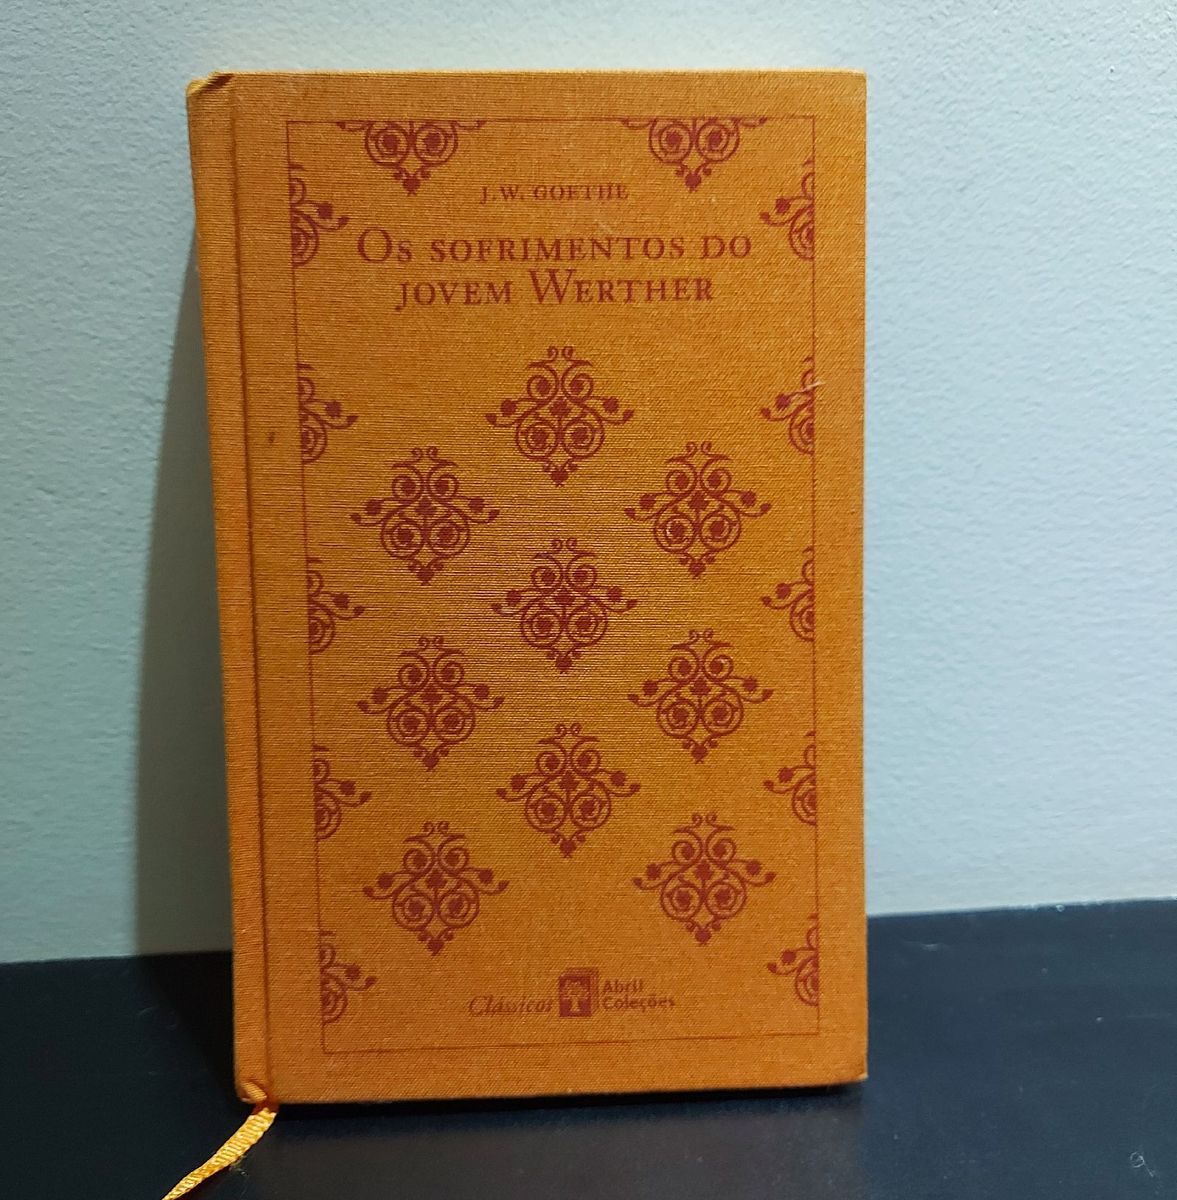 J.W. GOETHE
OS SOFRIMENTOS DO
JOVEM WERTHER
Clássicos Abril
Coleções